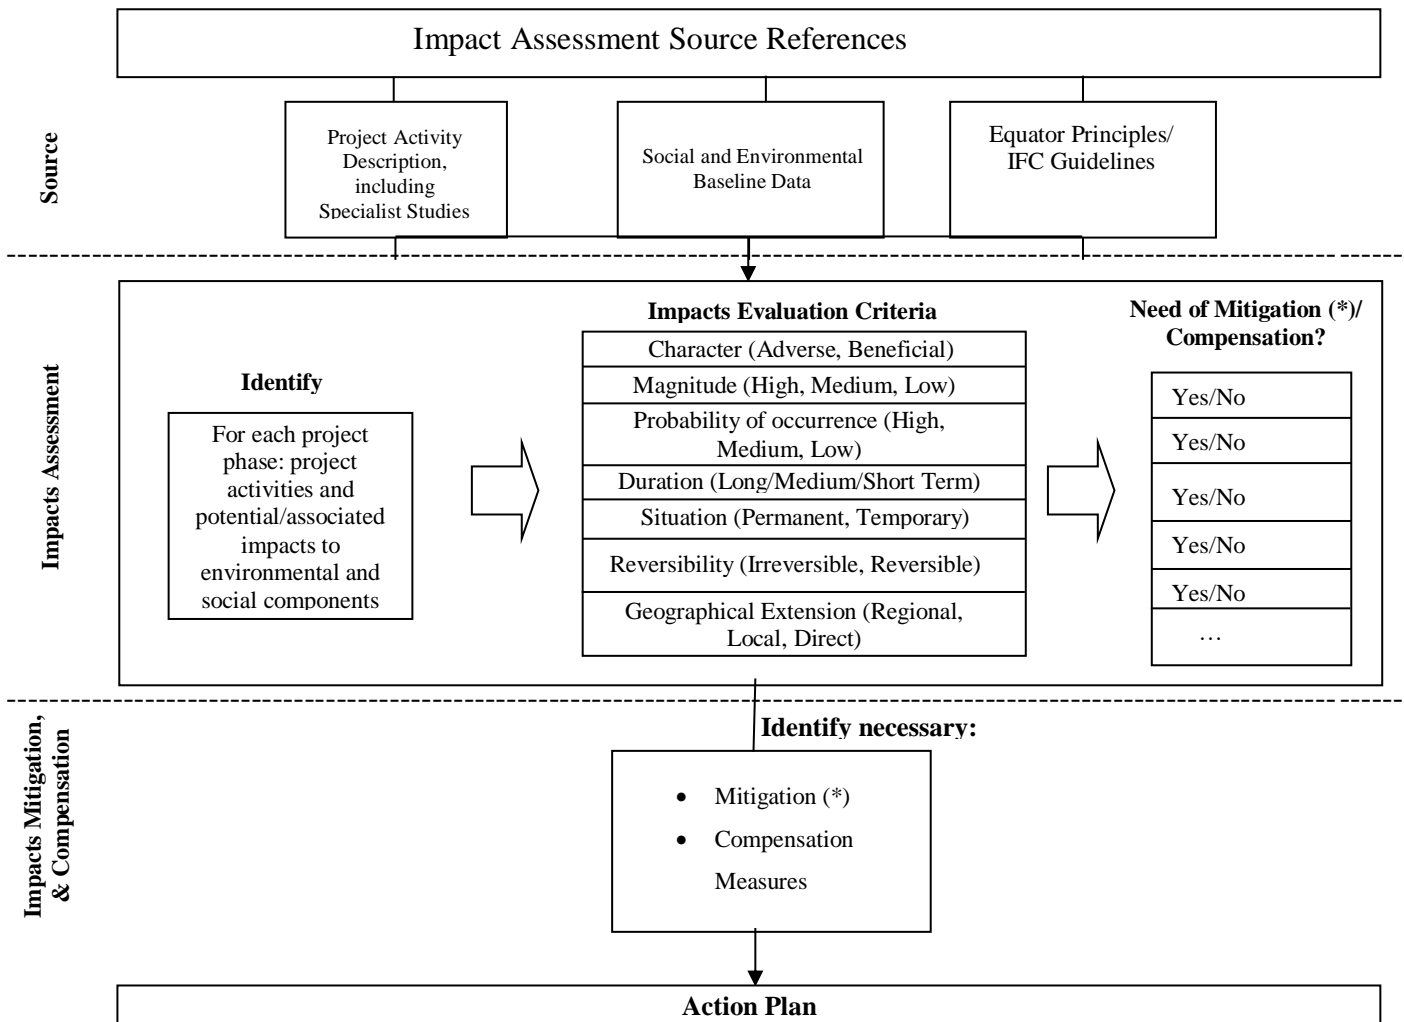 Impact Assessment Source References
Source
Project Activity
Description,
including
Specialist Studies
Social and Environmental
Baseline Data
Equator Principles/
IFC Guidelines
Impacts Assessment
Identify
For each project
phase: project
activities and
potential/associated
impacts to
environmental and
social components
Impacts Evaluation Criteria
Character (Adverse, Beneficial)
Magnitude (High, Medium, Low)
Probability of occurrence (High,
Medium, Low)
Duration (Long/Medium/Short Term)
Situation (Permanent, Temporary)
Reversibility (Irreversible, Reversible)
Geographical Extension (Regional,
Local, Direct)
Need of Mitigation (*)/
Compensation?
Yes/No
Yes/No
Yes/No
Yes/No
Yes/No
…
Impacts Mitigation,
& Compensation
Identify necessary:
• Mitigation (*)
• Compensation
Measures
Action Plan